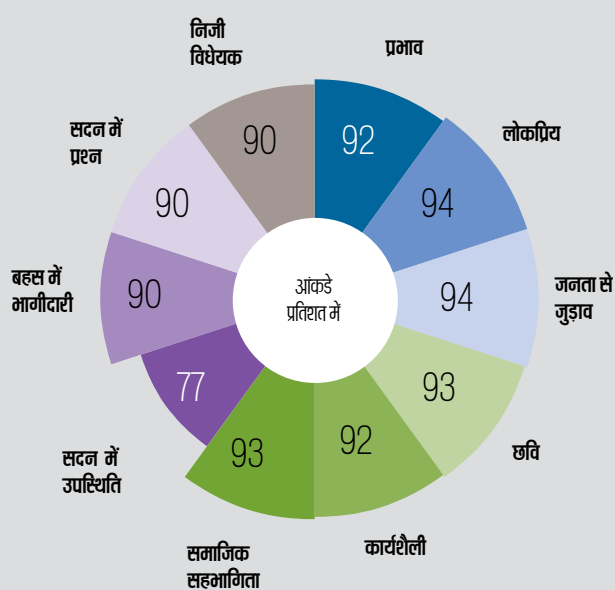 निजी
विधेयक
प्रभाव
लोकप्रिय
जनता से
जुड़ाव
छवि
कार्यशैली
समाजिक
सहभागिता
सदन में
उपस्थिति
बहस में
भागीदारी
सदन में
प्रश्न
90
92
94
94
93
92
93
77
90
90
आंकडे
प्रतिशत में